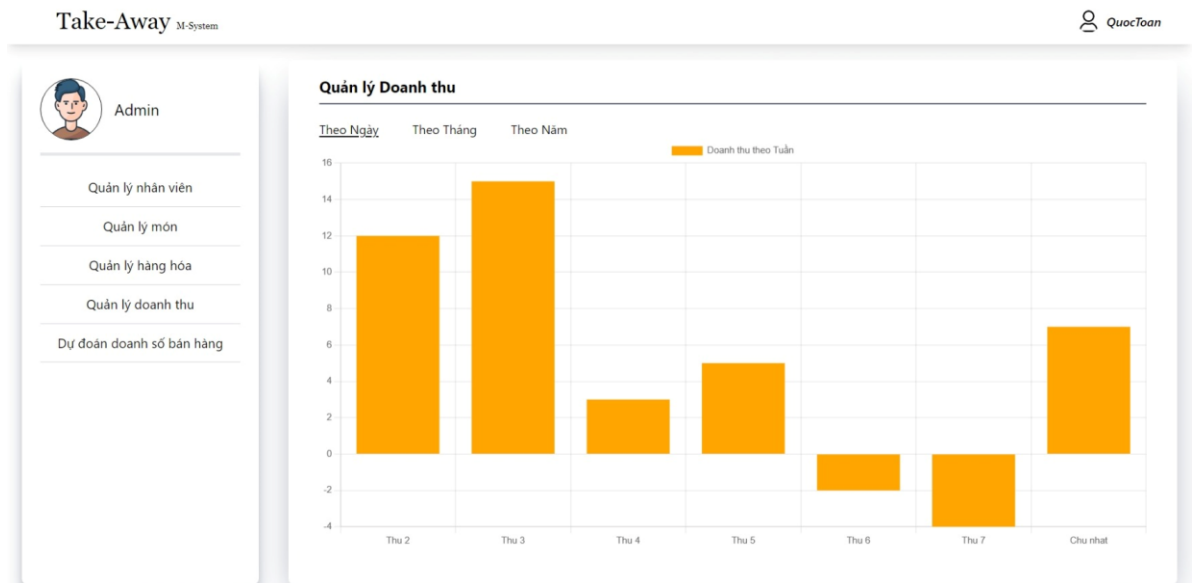 Take-Away M-System
QuocToan
Admin
Quản lý nhân viên
Quản lý món
Quản lý hàng hóa
Quản lý doanh thu
Dự đoán doanh số bán hàng
Quản lý Doanh thu
Theo Ngày Theo Tháng Theo Năm
Doanh thu theo Tuần
16
14
12
10
8
6
4
2
0
-2
-4
Thu 2 Thu 3 Thu 4 Thu 5 Thu 6 Thu 7 Chu nhat